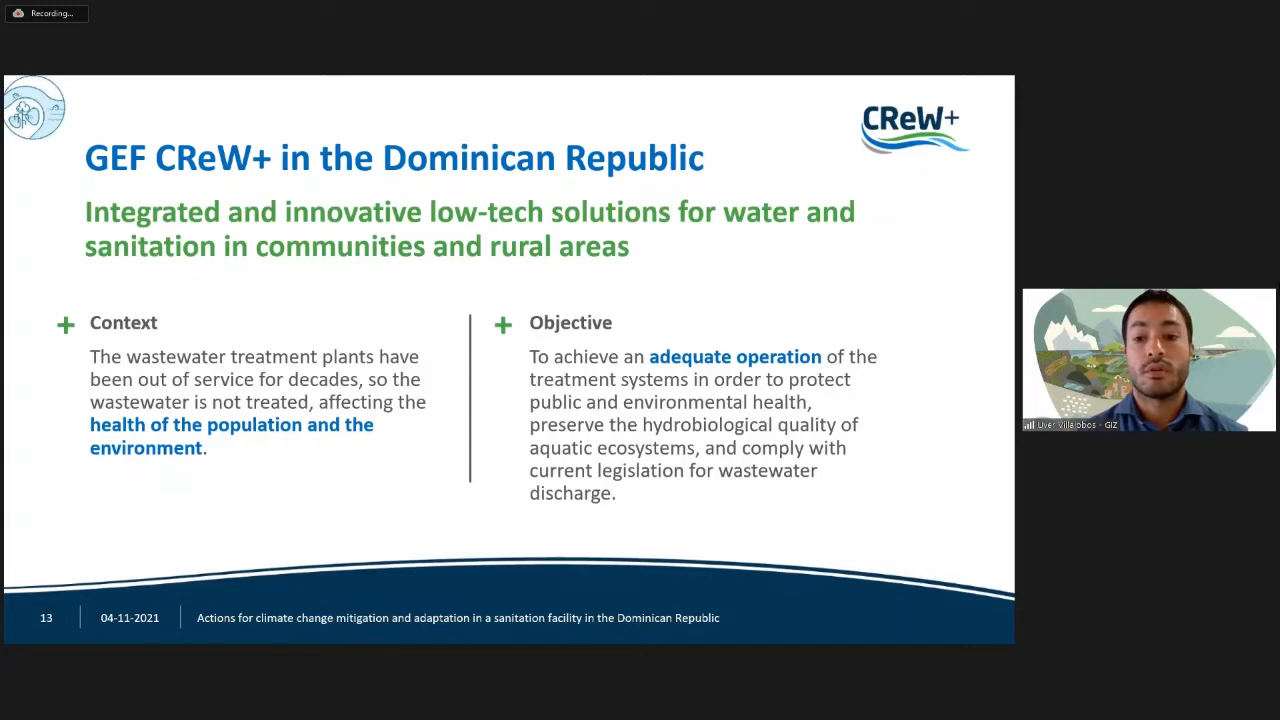 Recording...
CReW+
GEF CReW+ in the Dominican Republic
Integrated and innovative low-tech solutions for water and
sanitation in communities and rural areas
+ Context
The wastewater treatment plants have
been out of service for decades, so the
wastewater is not treated, affecting the
health of the population and the
environment.
+ Objective
To achieve an adequate operation of the
treatment systems in order to protect
public and environmental health,
preserve the hydrobiological quality of
aquatic ecosystems, and comply with
current legislation for wastewater
discharge.
13 04-11-2021 Actions for climate change mitigation and adaptation in a sanitation facility in the Dominican Republic
Liver Villalobos - GIZ